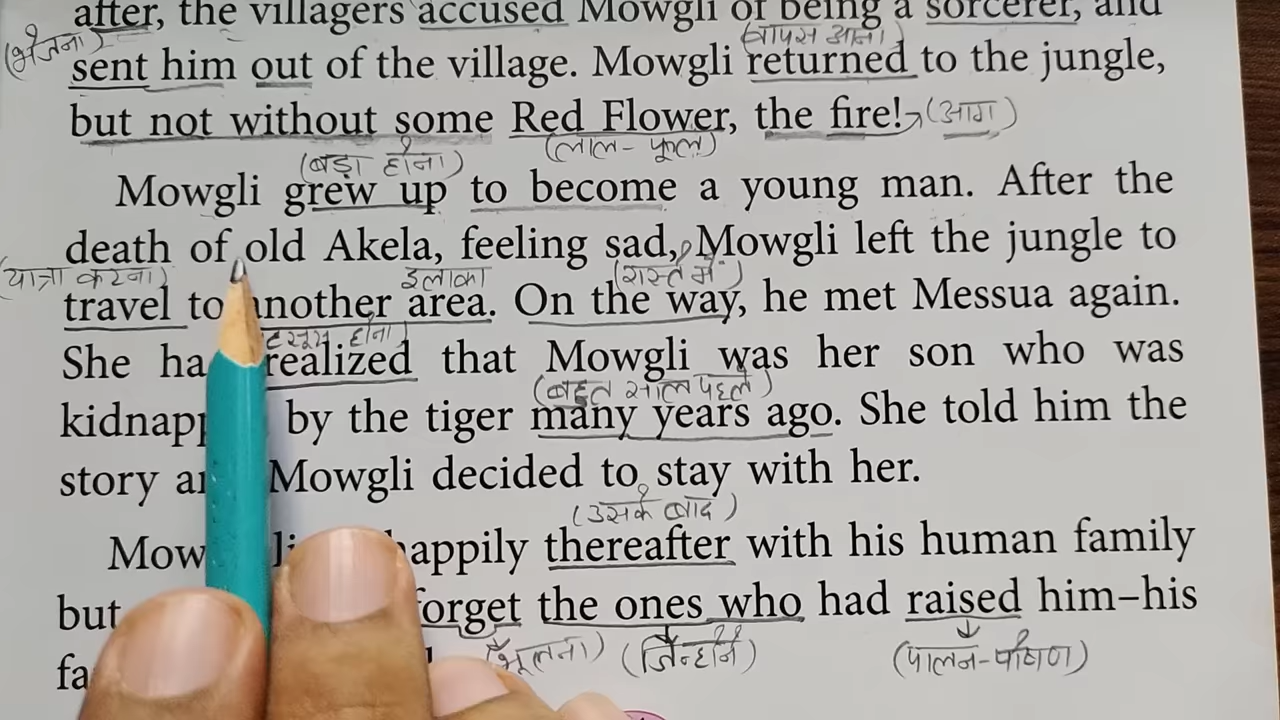 after, the villagers accused Mowgli of being a sorcerer, and
(भेजना) (वापस आना)
sent him out of the village. Mowgli returned to the jungle,
but not without some Red Flower, the fire! (आग)
(बड़ा होना) (लाल-फूल)
Mowgli grew up to become a young man. After the
death of old Akela, feeling sad, Mowgli left the jungle to
(यात्रा करना) इलाका (रास्ते में)
travel to another area. On the way, he met Messua again.
होना)
She realized that Mowgli was her son who was
(बहुत साल पहले)
by the tiger many years ago. She told him the
story Mowgli decided to stay with her.
(उसके बाद)
happily thereafter with his human family
but forget the ones who had raised him–his
(भूलना) (जिन्होंने) (पालन-पोषण)